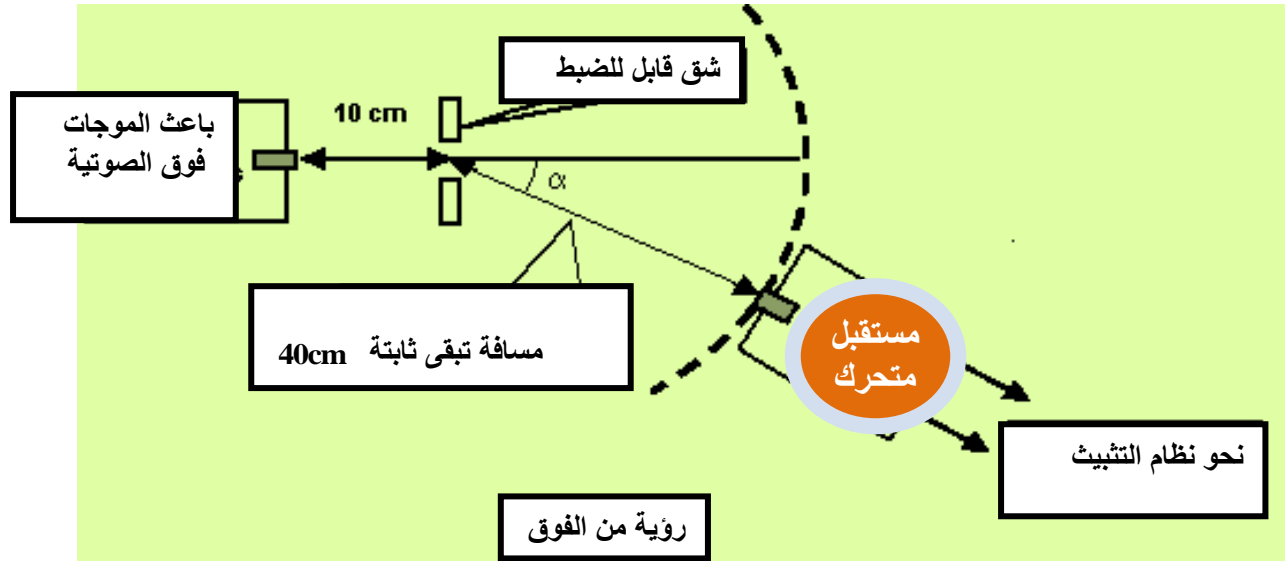 شق قابل للضبط
10 cm
باعث الموجات
فوق الصوتية
α
مسافة تبقى ثابتة 40cm
مستقبل
متحرك
نحو نظام التثبيث
رؤية من الفوق